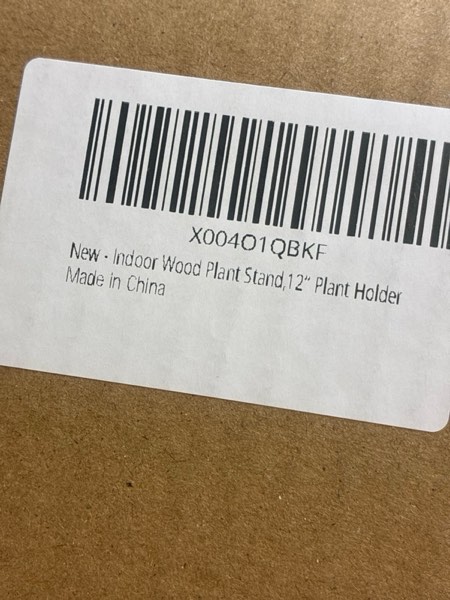 X004O1QBKF
New - Indoor Wood Plant Stand,12“ Plant Holder
Made in China